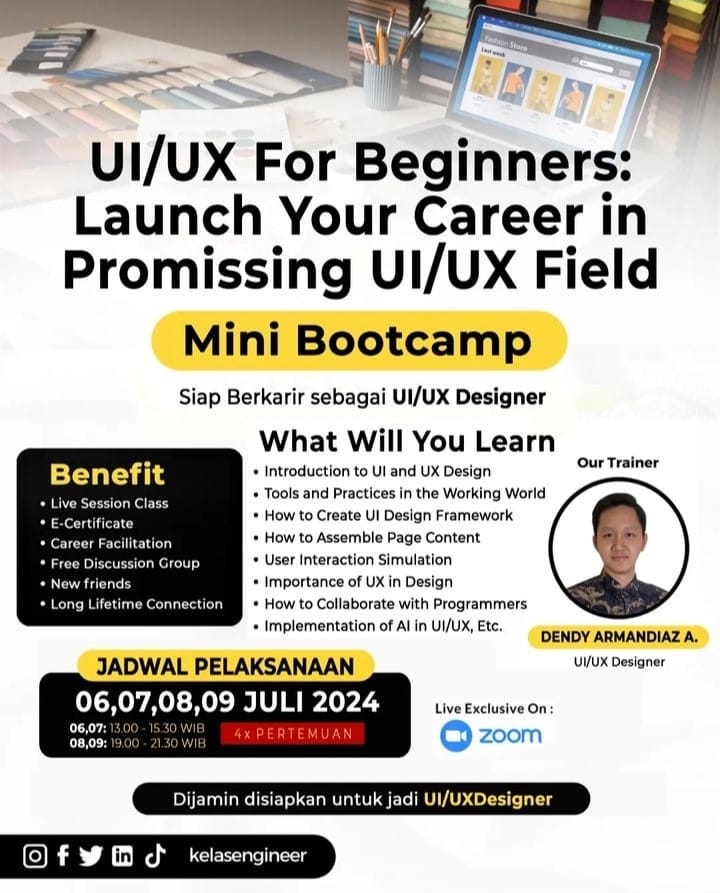 Fashion Store
Last week
UI/UX For Beginners:
Launch Your Career in
Promissing UI/UX Field
Mini Bootcamp
Siap Berkarir sebagai UI/UX Designer
What Will You Learn
• Introduction to UI and UX Design
• Tools and Practices in the Working World
• How to Create UI Design Framework
• How to Assemble Page Content
• User Interaction Simulation
• Importance of UX in Design
• How to Collaborate with Programmers
• Implementation of AI in UI/UX, Etc.
Benefit
• Live Session Class
• E-Certificate
• Career Facilitation
• Free Discussion Group
• New friends
• Long Lifetime Connection
Our Trainer
DENDY ARMANDIAZ A.
UI/UX Designer
JADWAL PELAKSANAAN
06,07,08,09 JULI 2024
06,07: 13.00 - 15.30 WIB
08,09: 19.00 - 21.30 WIB
4x PERTEMUAN
Live Exclusive On :
zoom
Dijamin disiapkan untuk jadi UI/UXDesigner
kelasengineer